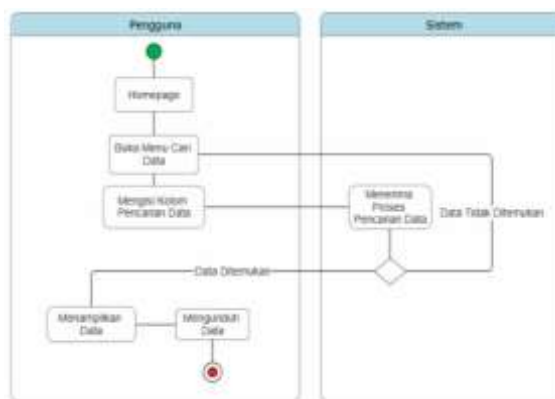 Pengguna
Sistem
Homepage
Buka Menu Cari
Data
Mengisi Kolom
Pencarian Data
Menerima
Proses
Pencarian Data
Data Tidak Ditemukan
Data Ditemukan
Menampilkan
Data
Mengunduh
Data